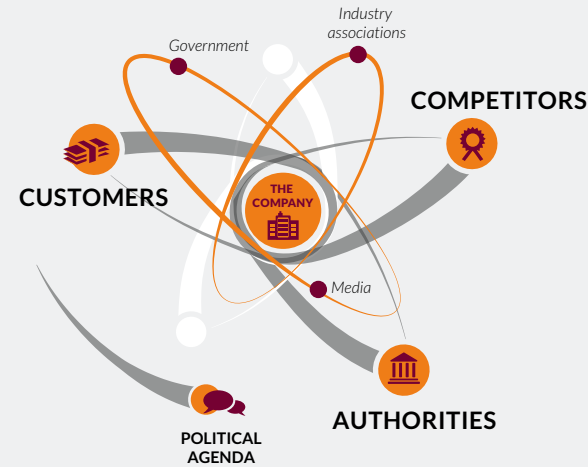 Industry
associations
Government
COMPETITORS
CUSTOMERS
THE
COMPANY
Media
AUTHORITIES
POLITICAL
AGENDA